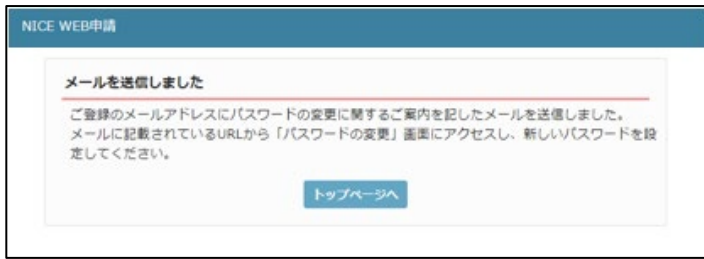 NICE WEB申請
メールを送信しました
ご登録のメールアドレスにパスワードの変更に関するご案内を記したメールを送信しました。
メールに記載されているURLから「パスワードの変更」画面にアクセスし、新しいパスワードを設
定してください。
トップページへ